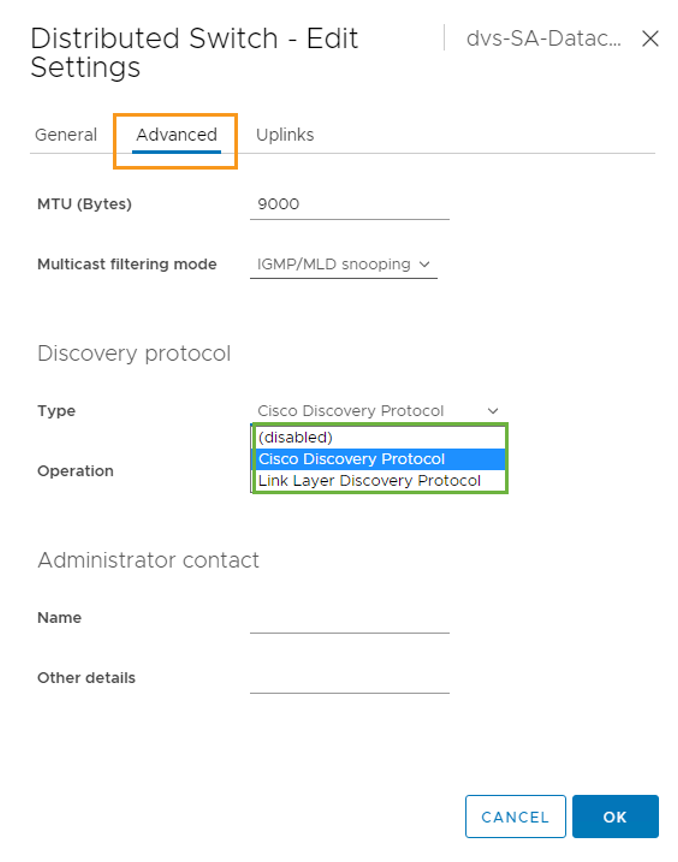 Distributed Switch - Edit Settings
dvs-SA-Datac...
General Advanced Uplinks
MTU (Bytes) 9000
Multicast filtering mode IGMP/MLD snooping
Discovery protocol
Type Cisco Discovery Protocol
(disabled)
Cisco Discovery Protocol
Operation
Link Layer Discovery Protocol
Administrator contact
Name
Other details
CANCEL OK